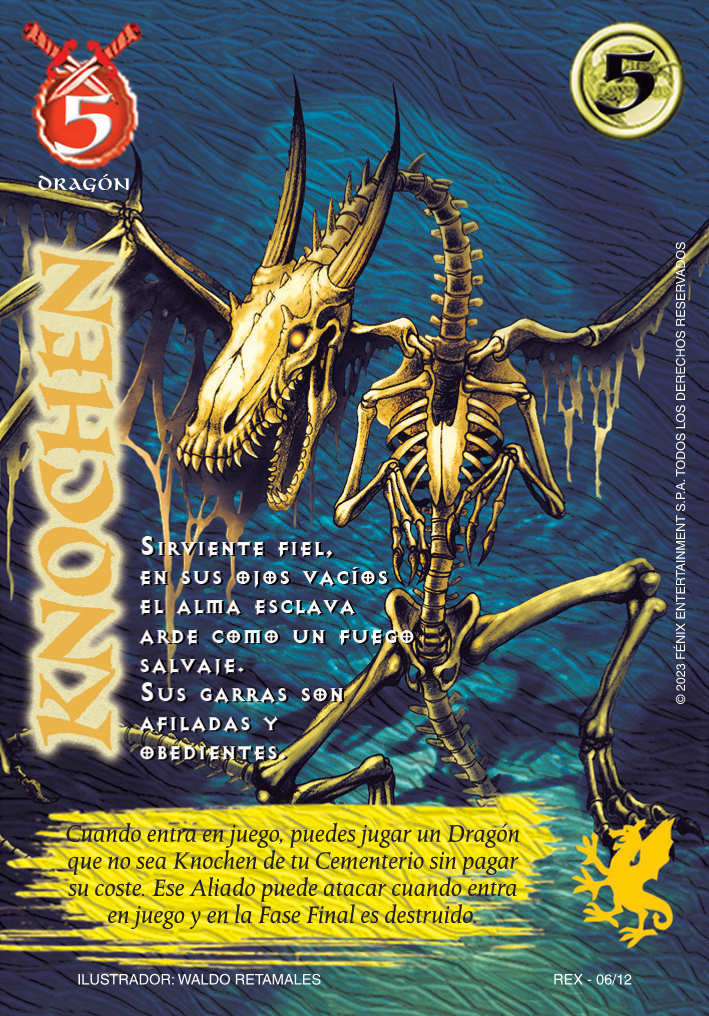 5
5
DRAGÓN
KNOCHEN
SIRVIENTE FIEL,
EN SUS OJOS VACÍOS
EL ALMA ESCLAVA
ARDE COMO UN FUEGO
SALVAJE.
SUS GARRAS SON
AFILADAS Y
OBEDIENTES.
© 2023 FÉNIX ENTERTAINMENT S.P.A. TODOS LOS DERECHOS RESERVADOS
Cuando entra en juego, puedes jugar un Dragón
que no sea Knochen de tu Cementerio sin pagar
su coste. Ese Aliado puede atacar cuando entra
en juego y en la Fase Final es destruido.
ILUSTRADOR: WALDO RETAMALES
REX - 06/12